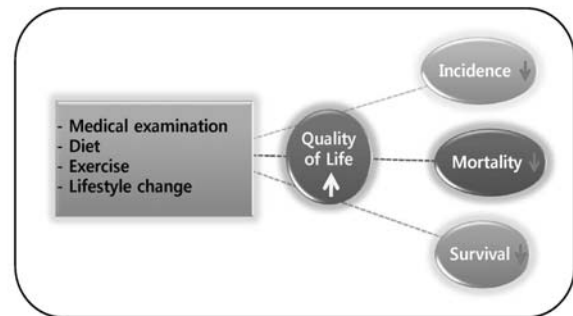 - Medical examination
- Diet
- Exercise
- Lifestyle change
Quality
of Life
Incidence
Mortality
Survival